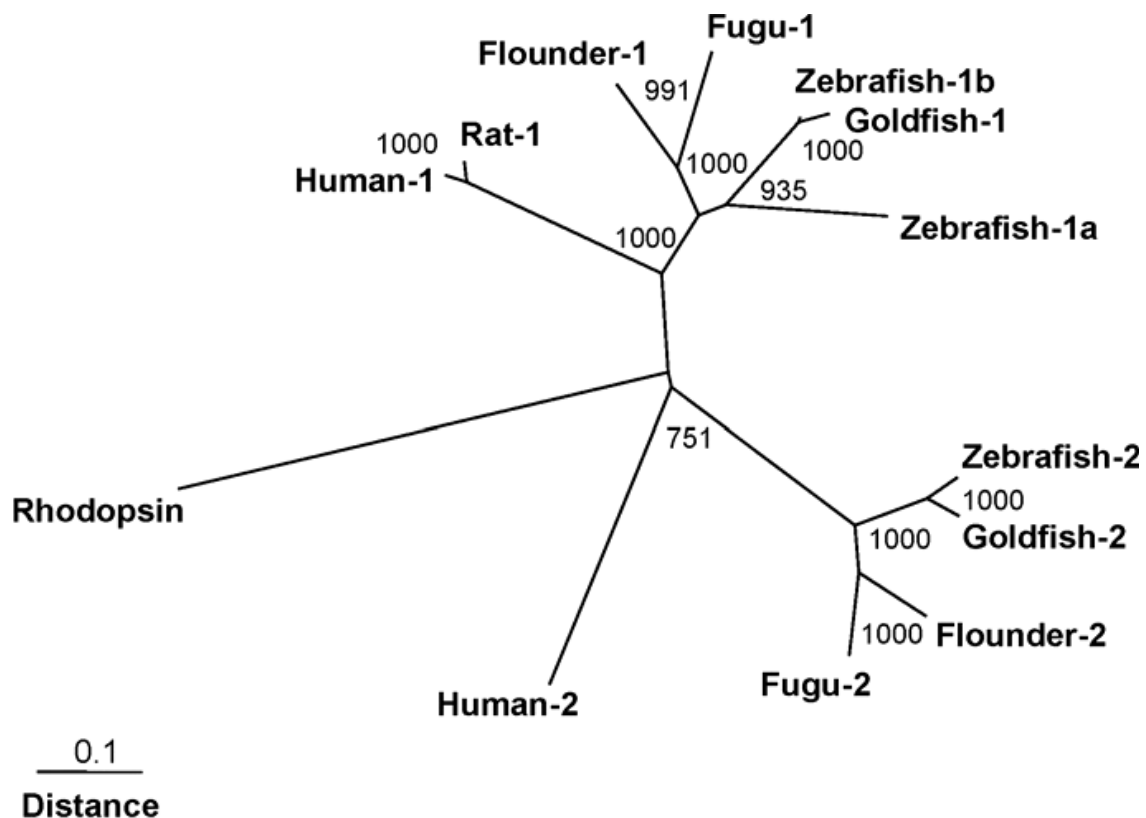 Fugu-1
Flounder-1
991
Zebrafish-1b
Goldfish-1
1000
Rat-1
1000
1000
Human-1
935
Zebrafish-1a
1000
751
Zebrafish-2
Rhodopsin
1000
Goldfish-2
1000
1000
Flounder-2
Fugu-2
Human-2
0.1
Distance